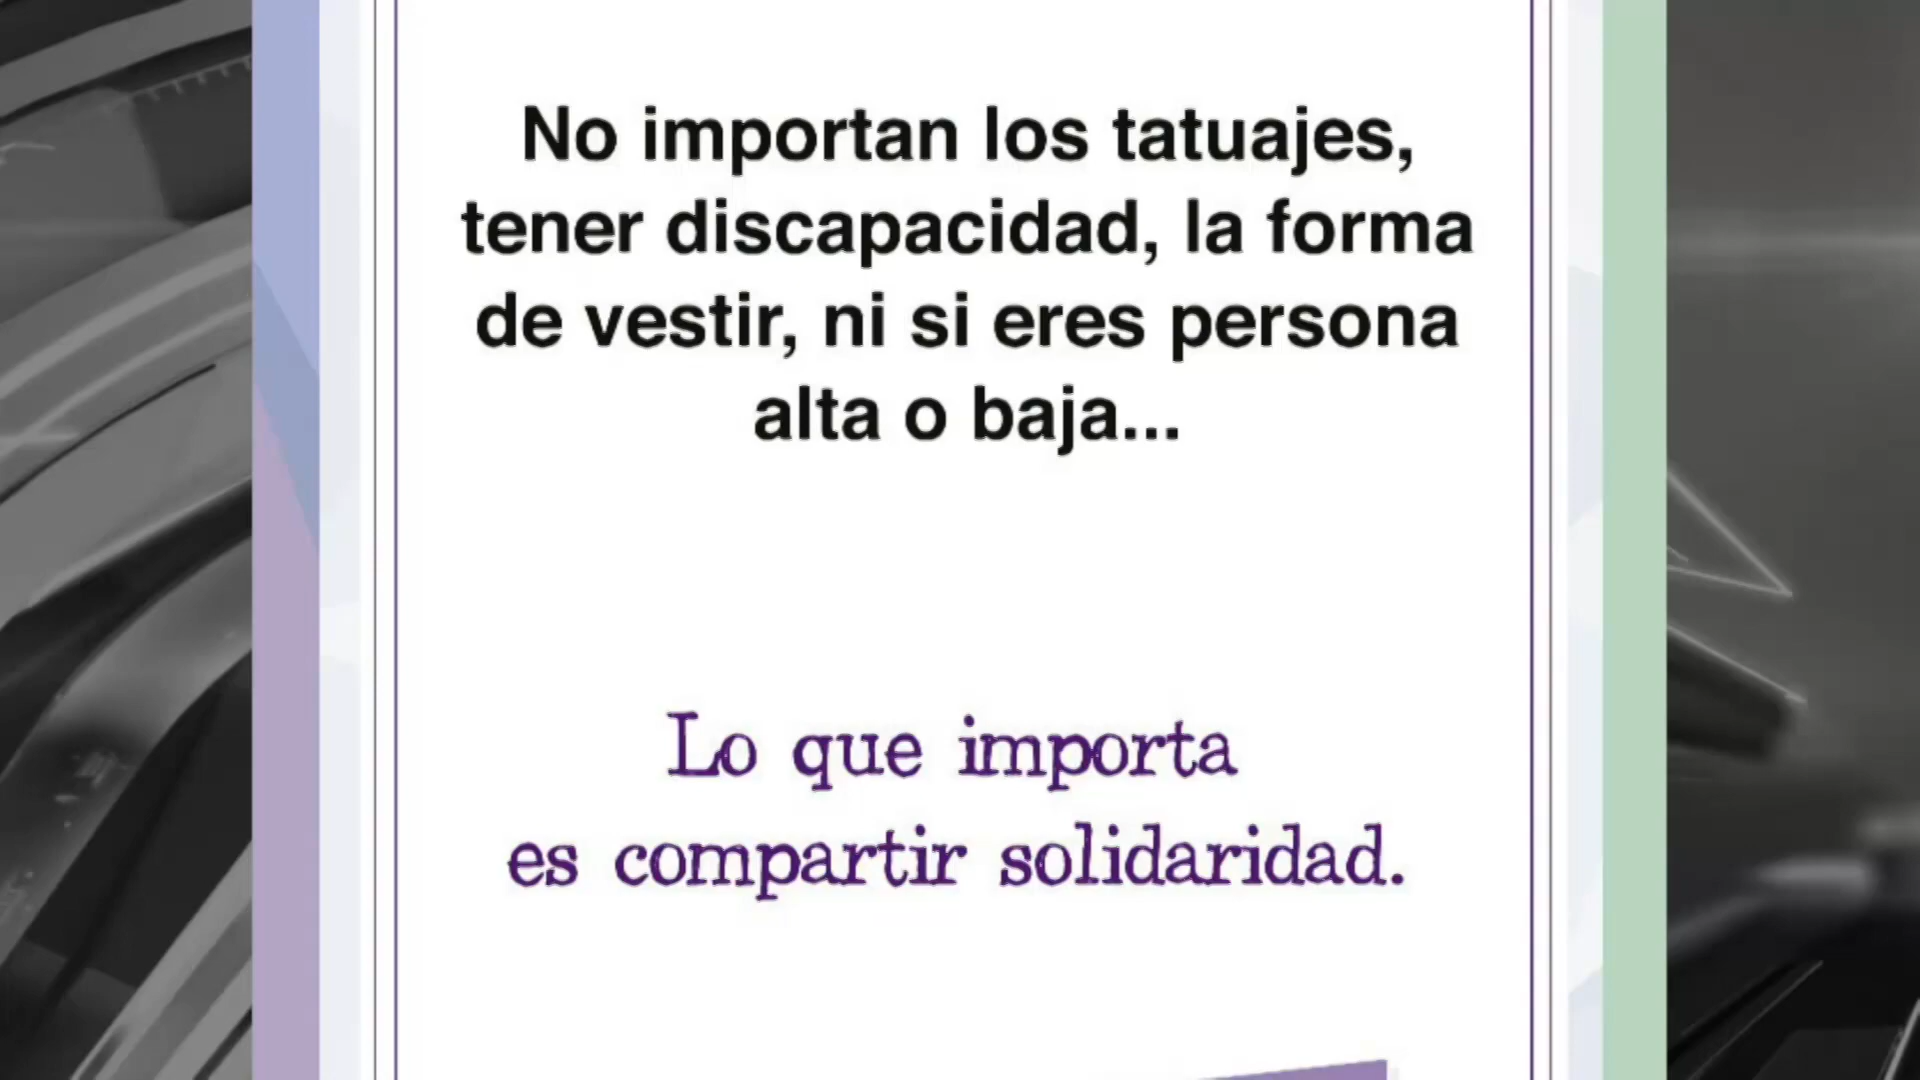 No importan los tatuajes,
tener discapacidad, la forma
de vestir, ni si eres persona
alta o baja...
Lo que importa
es compartir solidaridad.